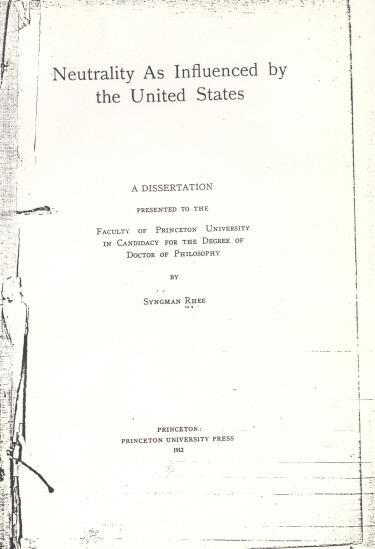 Neutrality As Influenced by
the United States
A DISSERTATION
PRESENTED TO THE
FACULTY OF PRINCETON UNIVERSITY
IN CANDIDACY FOR THE DEGREE OF
DOCTOR OF PHILOSOPHY
BY
SYNGMAN RHEE
PRINCETON:
PRINCETON UNIVERSITY PRESS
1912